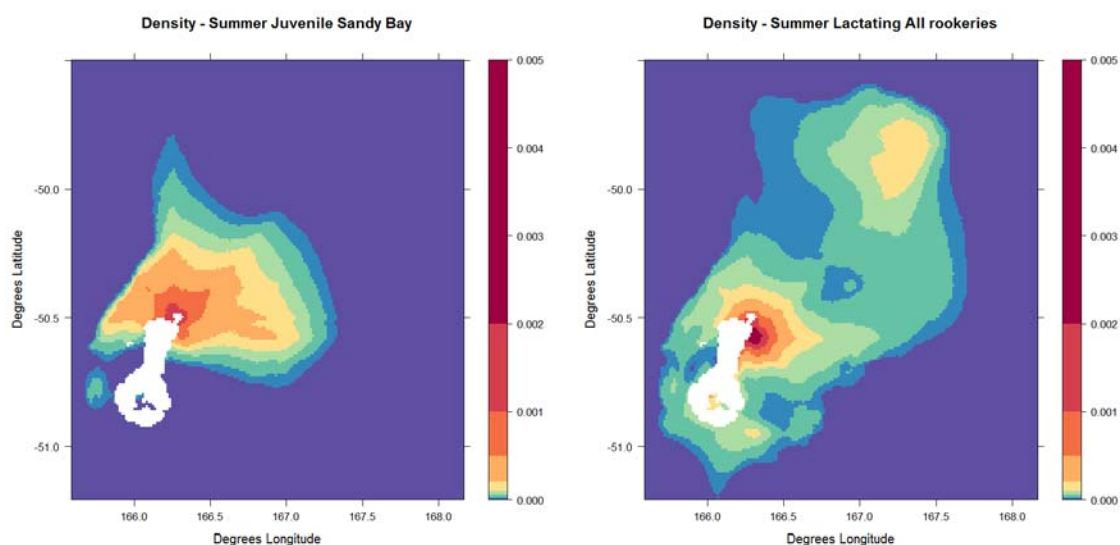 Density - Summer Juvenile Sandy Bay
Degrees Latitude
-50.0
-50.5
-51.0
166.0 166.5 167.0 167.5 168.0
Degrees Longitude
0.005
0.004
0.003
0.002
0.001
0.000
Density - Summer Lactating All rookeries
Degrees Latitude
-50.0
-50.5
-51.0
166.0 166.5 167.0 167.5 168.0
Degrees Longitude
0.005
0.004
0.003
0.002
0.001
0.000